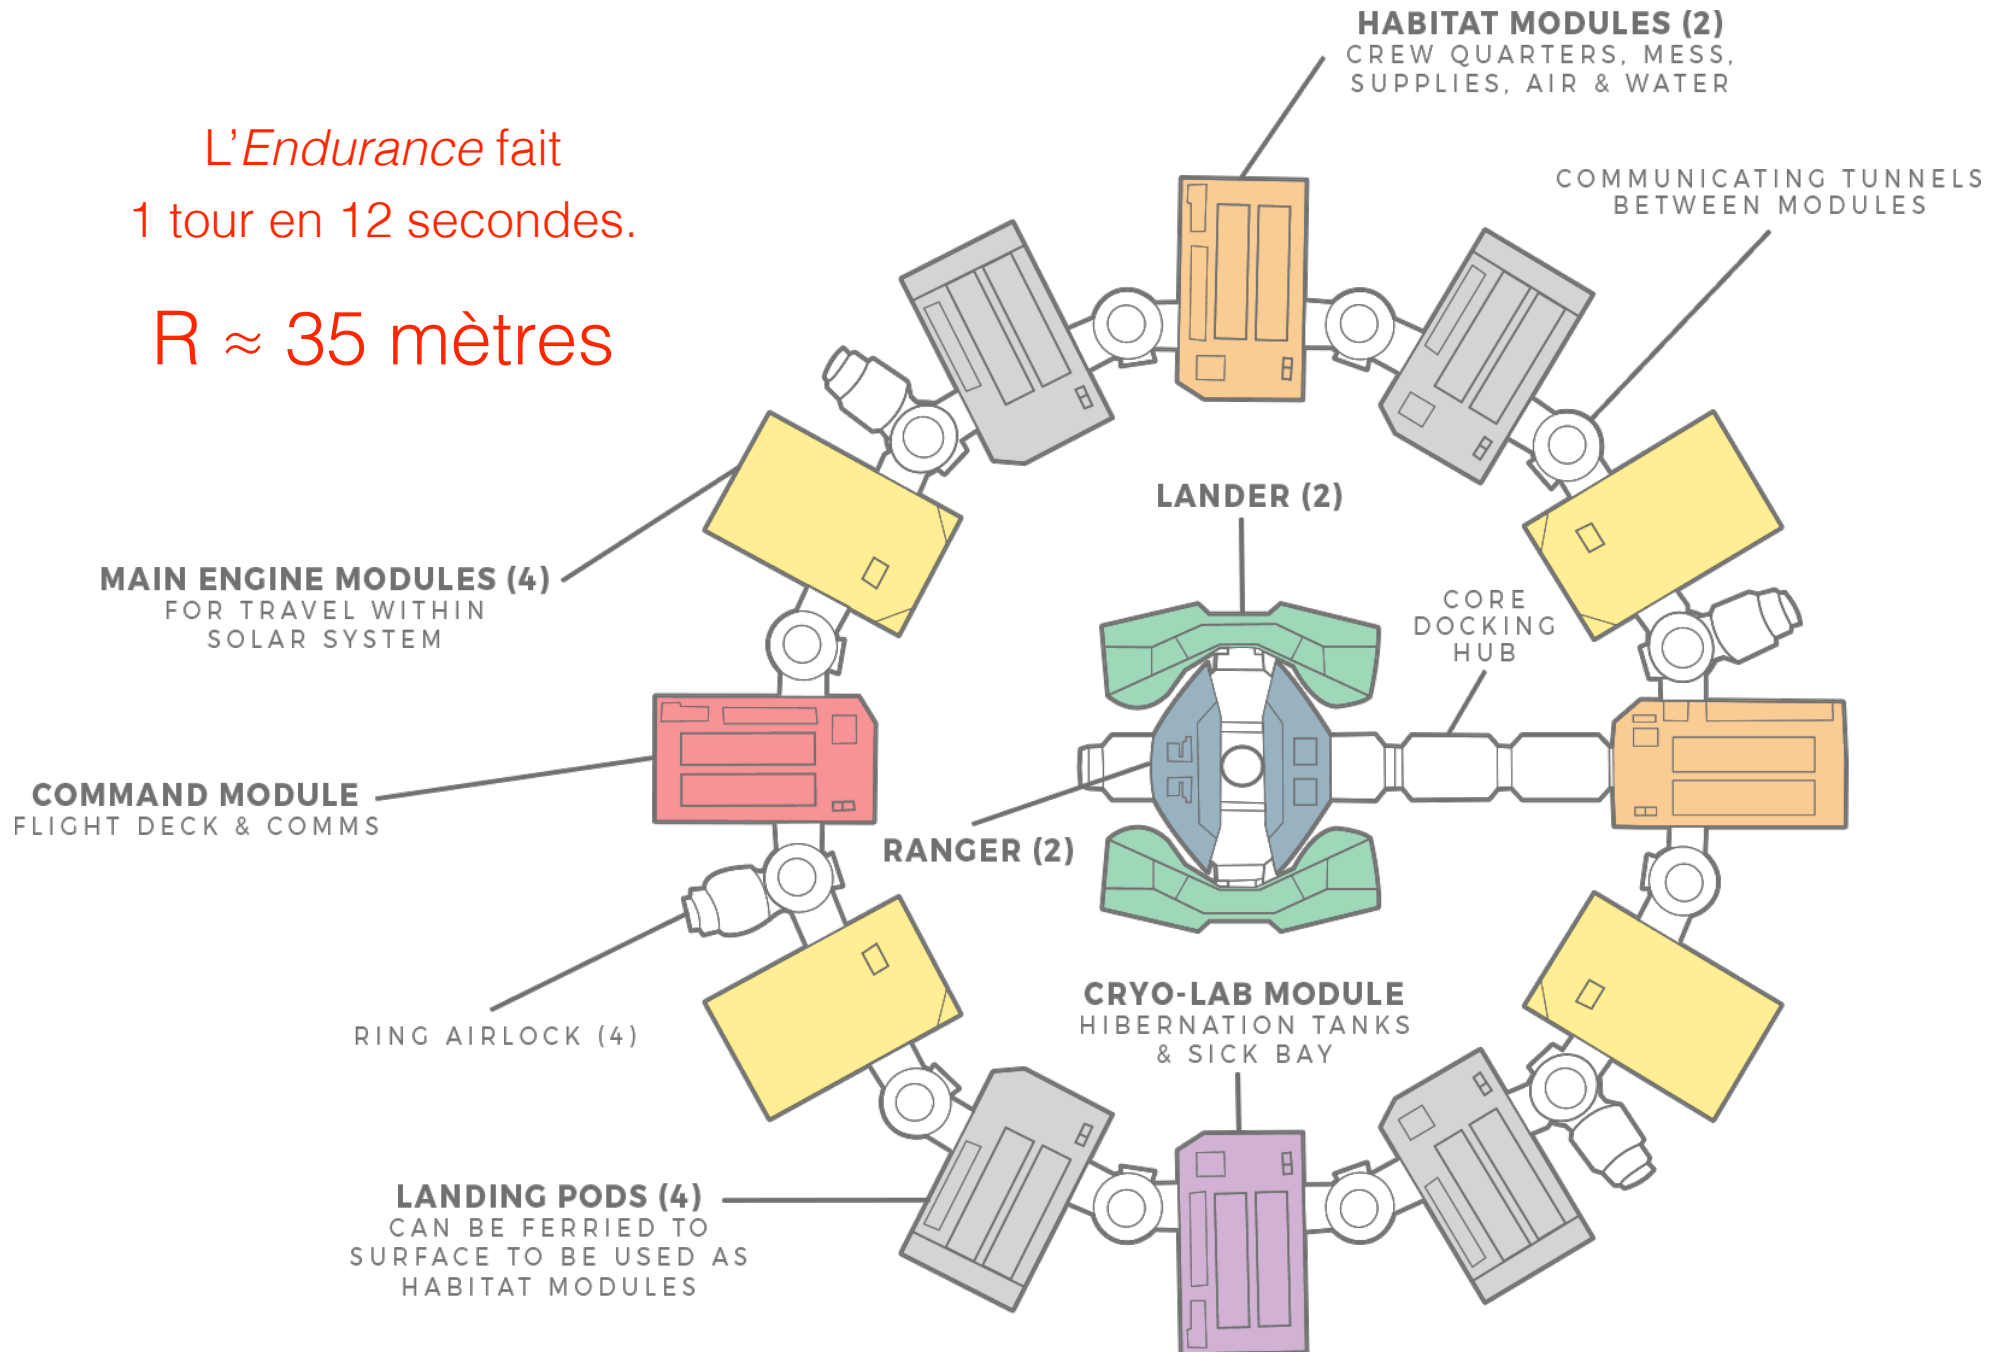 HABITAT MODULES (2)
CREW QUARTERS, MESS,
SUPPLIES, AIR & WATER
L'Endurance fait
1 tour en 12 secondes.
R ≈ 35 mètres
COMMUNICATING TUNNELS
BETWEEN MODULES
LANDER (2)
MAIN ENGINE MODULES (4)
FOR TRAVEL WITHIN
SOLAR SYSTEM
CORE
DOCKING
HUB
COMMAND MODULE
FLIGHT DECK & COMMS
RANGER (2)
RING AIRLOCK (4)
CRYO-LAB MODULE
HIBERNATION TANKS
& SICK BAY
LANDING PODS (4)
CAN BE FERRIED TO
SURFACE TO BE USED AS
HABITAT MODULES